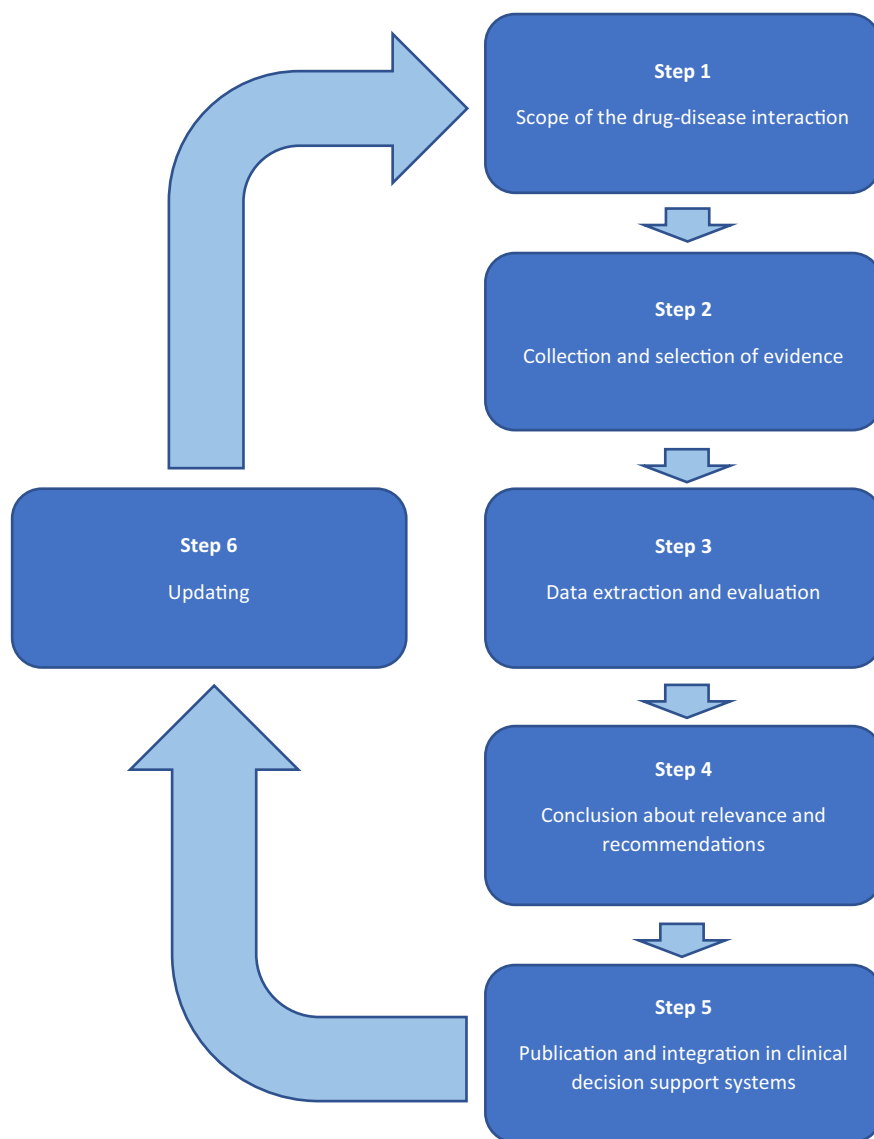 Step 1
Scope of the drug-disease interaction
Step 2
Collection and selection of evidence
Step 3
Data extraction and evaluation
Step 4
Conclusion about relevance and
recommendations
Step 5
Publication and integration in clinical
decision support systems
Step 6
Updating